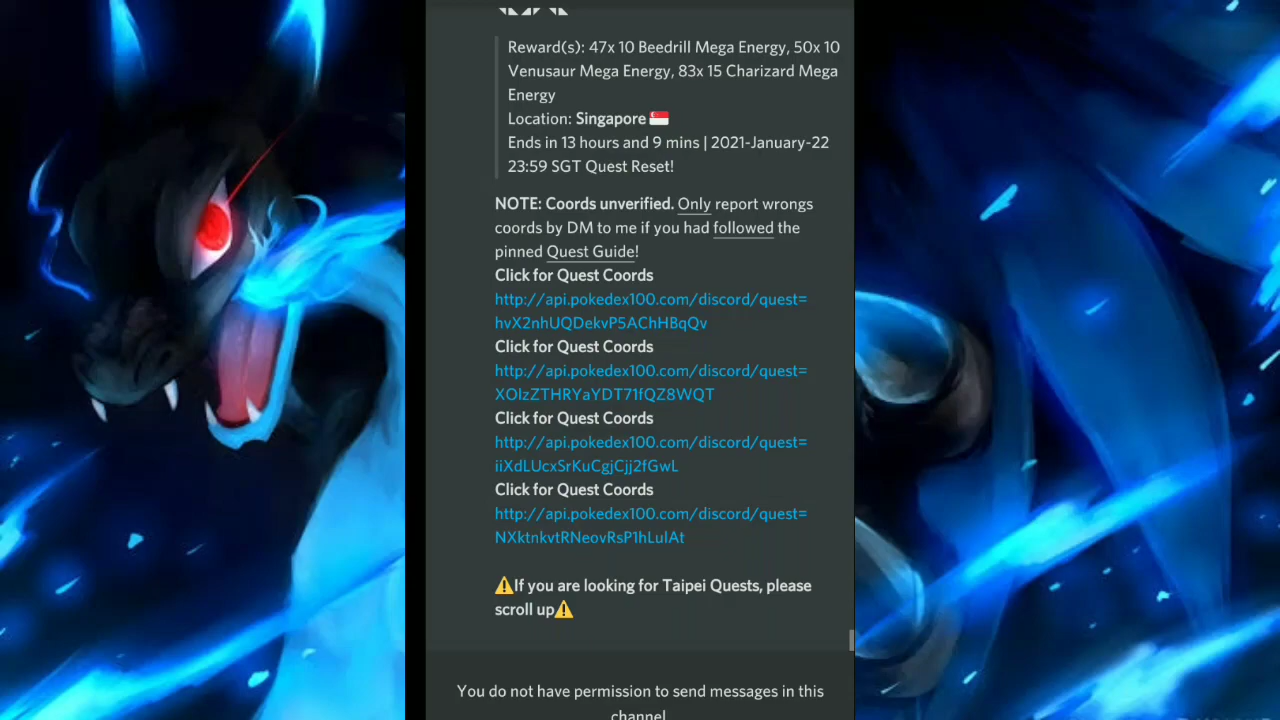 Reward(s): 47x 10 Beedrill Mega Energy, 50x 10
Venusaur Mega Energy, 83x 15 Charizard Mega
Energy
Location: Singapore 🇸🇬
Ends in 13 hours and 9 mins | 2021-January-22
23:59 SGT Quest Reset!
NOTE: Coords unverified. Only report wrongs
coords by DM to me if you had followed the
pinned Quest Guide!
Click for Quest Coords
http://api.pokedex100.com/discord/quest=
hvX2nhUQDekvP5AChHBqQv
Click for Quest Coords
http://api.pokedex100.com/discord/quest=
XOIzZTHRYaYDT71fQZ8WQT
Click for Quest Coords
http://api.pokedex100.com/discord/quest=
iiXdLUcxSrKuCgjCjj2fGwL
Click for Quest Coords
http://api.pokedex100.com/discord/quest=
NXktnkvtRNeovRsP1hLuIAt
⚠️If you are looking for Taipei Quests, please
scroll up⚠️
You do not have permission to send messages in this
channel